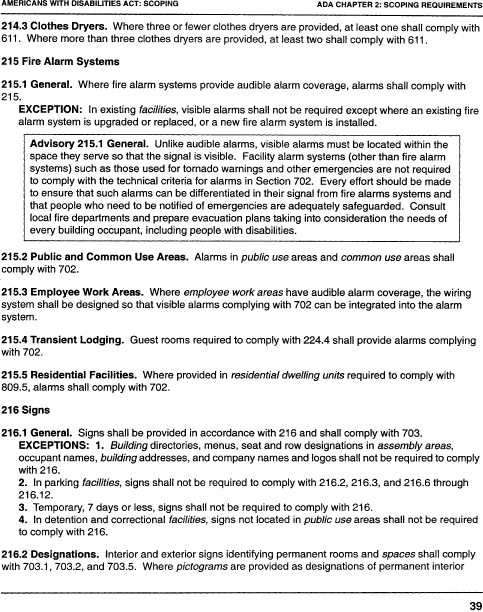 AMERICANS WITH DISABILITIES ACT: SCOPING ADA CHAPTER 2: SCOPING REQUIREMENTS
214.3 Clothes Dryers. Where three or fewer clothes dryers are provided, at least one shall comply with
611. Where more than three clothes dryers are provided, at least two shall comply with 611.
215 Fire Alarm Systems
215.1 General. Where fire alarm systems provide audible alarm coverage, alarms shall comply with
215.
EXCEPTION: In existing facilities, visible alarms shall not be required except where an existing fire
alarm system is upgraded or replaced, or a new fire alarm system is installed.
Advisory 215.1 General. Unlike audible alarms, visible alarms must be located within the
space they serve so that the signal is visible. Facility alarm systems (other than fire alarm
systems) such as those used for tornado warnings and other emergencies are not required
to comply with the technical criteria for alarms in Section 702. Every effort should be made
to ensure that such alarms can be differentiated in their signal from fire alarms systems and
that people who need to be notified of emergencies are adequately safeguarded. Consult
local fire departments and prepare evacuation plans taking into consideration the needs of
every building occupant, including people with disabilities.
215.2 Public and Common Use Areas. Alarms in public use areas and common use areas shall
comply with 702.
215.3 Employee Work Areas. Where employee work areas have audible alarm coverage, the wiring
system shall be designed so that visible alarms complying with 702 can be integrated into the alarm
system.
215.4 Transient Lodging. Guest rooms required to comply with 224.4 shall provide alarms complying
with 702.
215.5 Residential Facilities. Where provided in residential dwelling units required to comply with
809.5, alarms shall comply with 702.
216 Signs
216.1 General. Signs shall be provided in accordance with 216 and shall comply with 703.
EXCEPTIONS: 1. Building directories, menus, seat and row designations in assembly areas,
occupant names, building addresses, and company names and logos shall not be required to comply
with 216.
2. In parking facilities, signs shall not be required to comply with 216.2, 216.3, and 216.6 through
216.12.
3. Temporary, 7 days or less, signs shall not be required to comply with 216.
4. In detention and correctional facilities, signs not located in public use areas shall not be required
to comply with 216.
216.2 Designations. Interior and exterior signs identifying permanent rooms and spaces shall comply
with 703.1, 703.2, and 703.5. Where pictograms are provided as designations of permanent interior
39